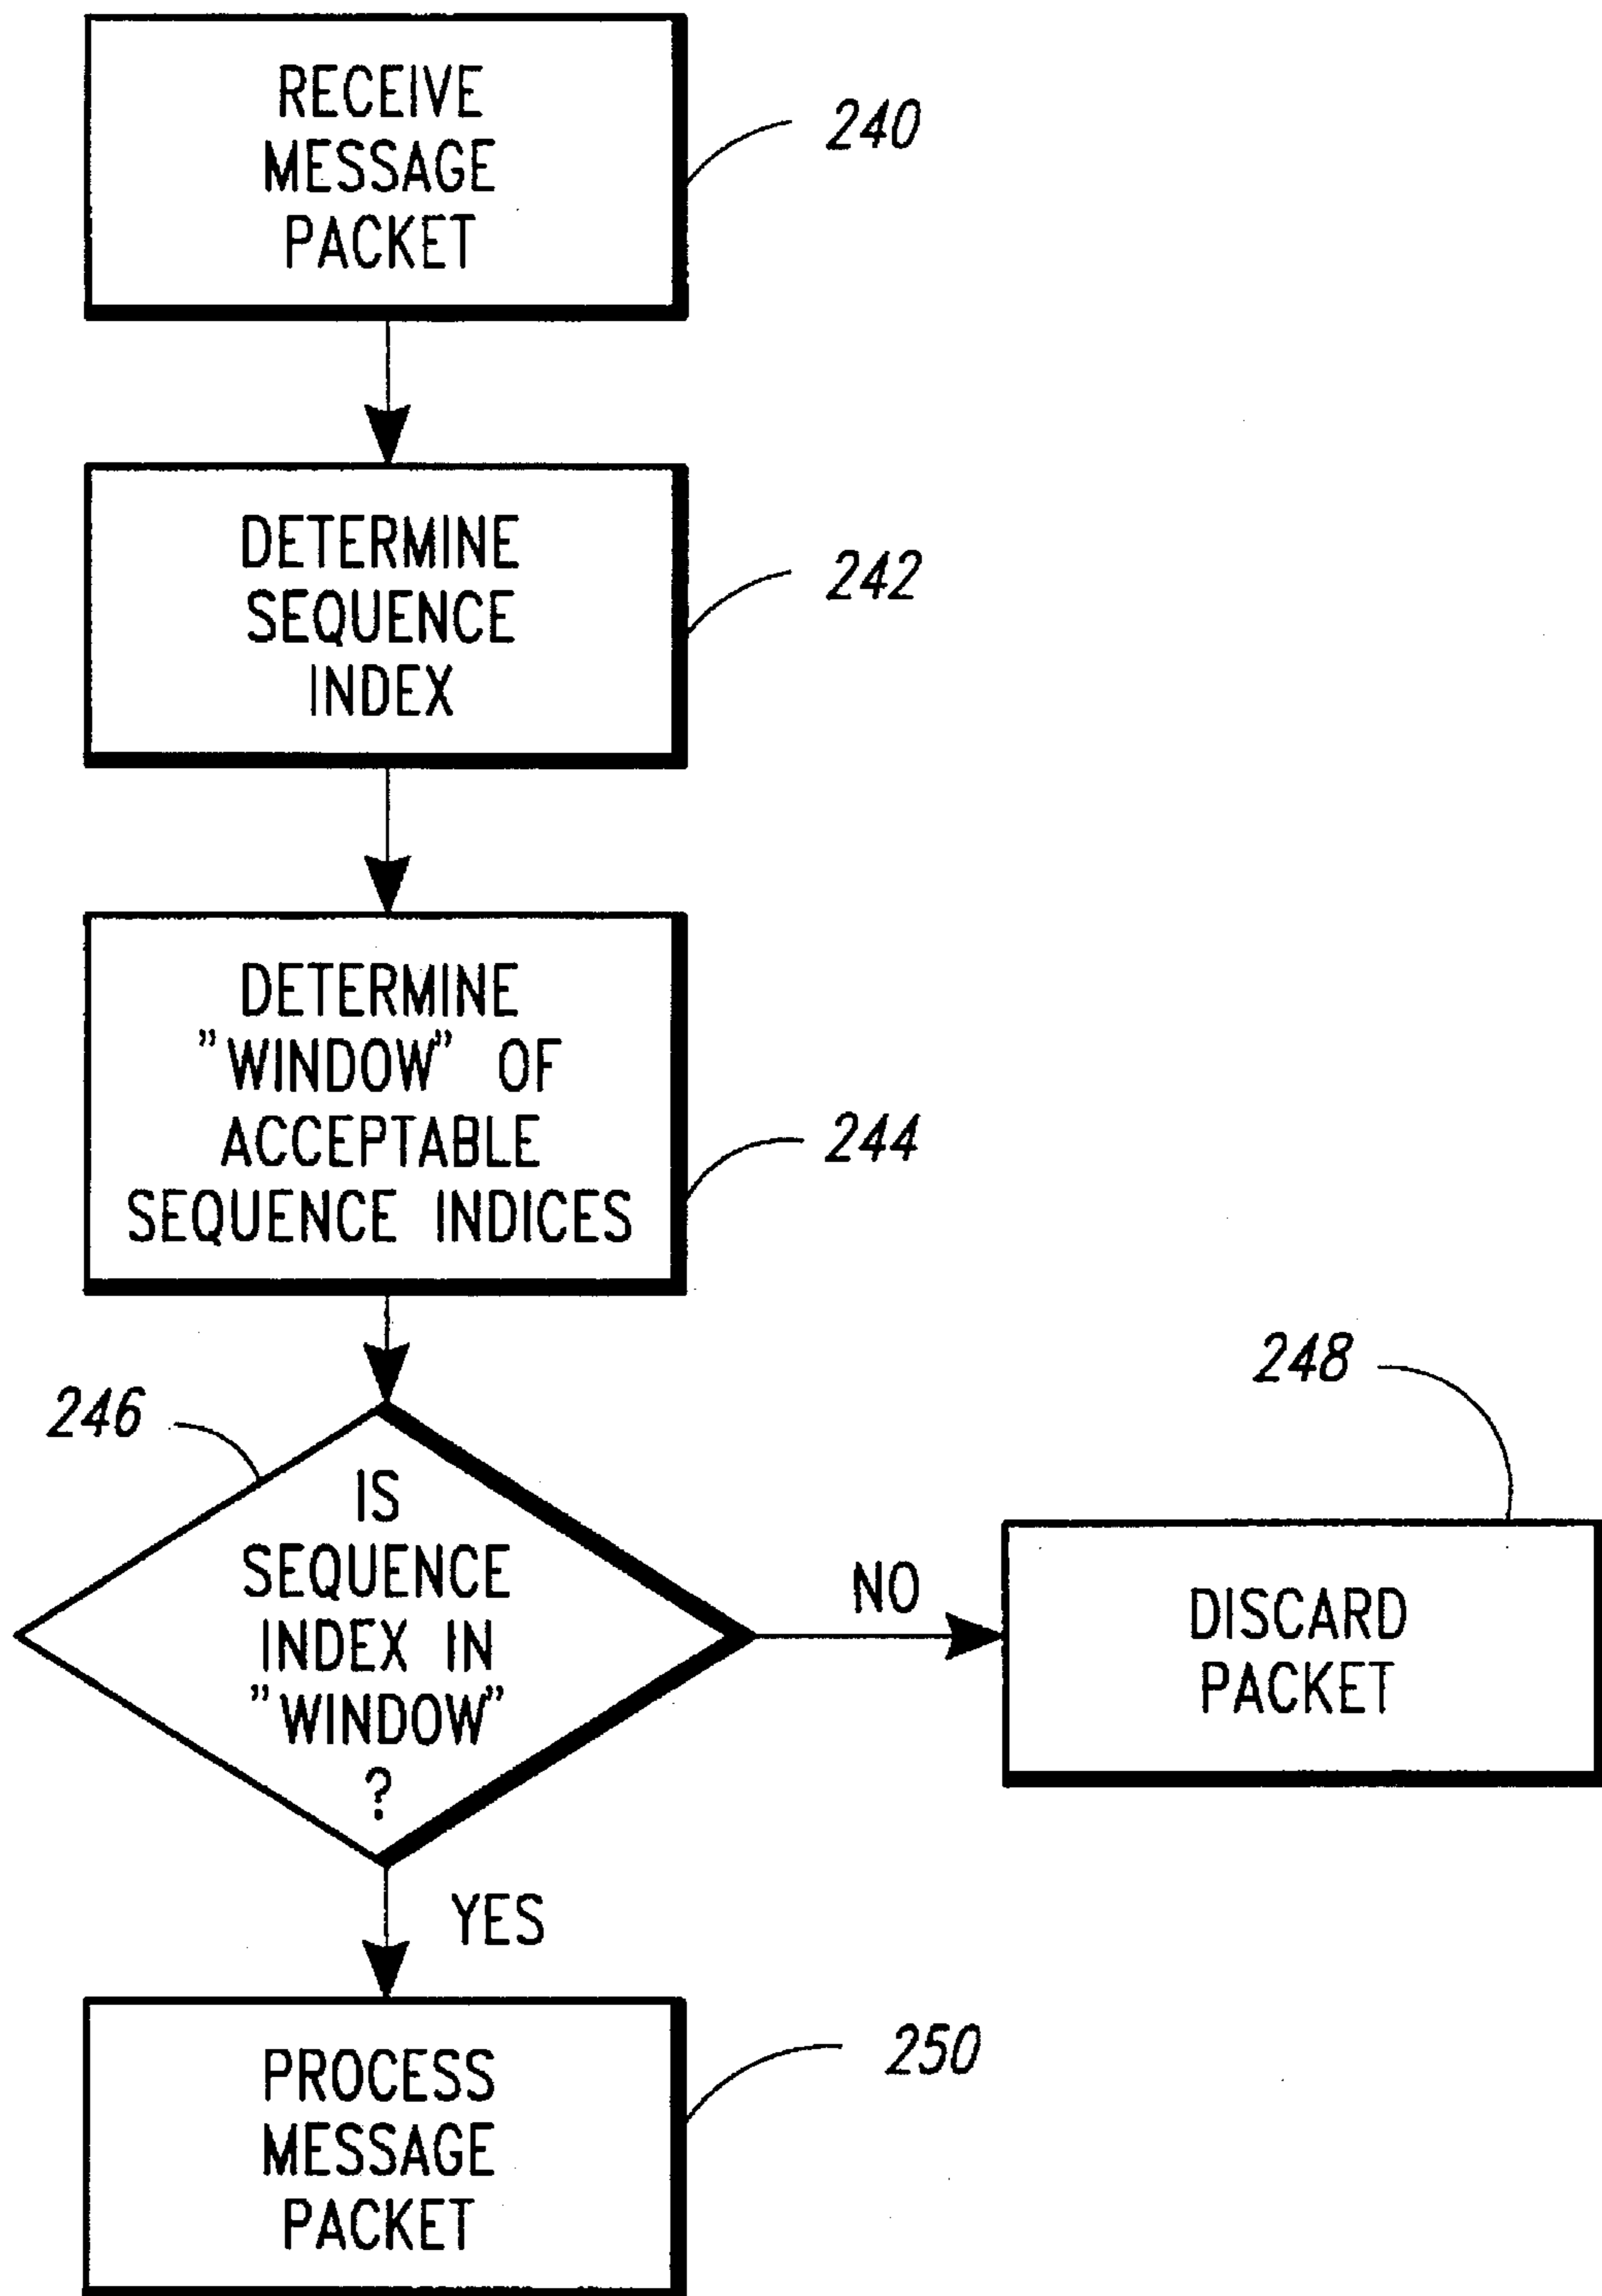 RECEIVE
MESSAGE
PACKET
240
DETERMINE
SEQUENCE
INDEX
242
DETERMINE
"WINDOW" OF
ACCEPTABLE
SEQUENCE INDICES
244
246
IS
SEQUENCE
INDEX IN
"WINDOW"
?
NO
248
DISCARD
PACKET
YES
PROCESS
MESSAGE
PACKET
250